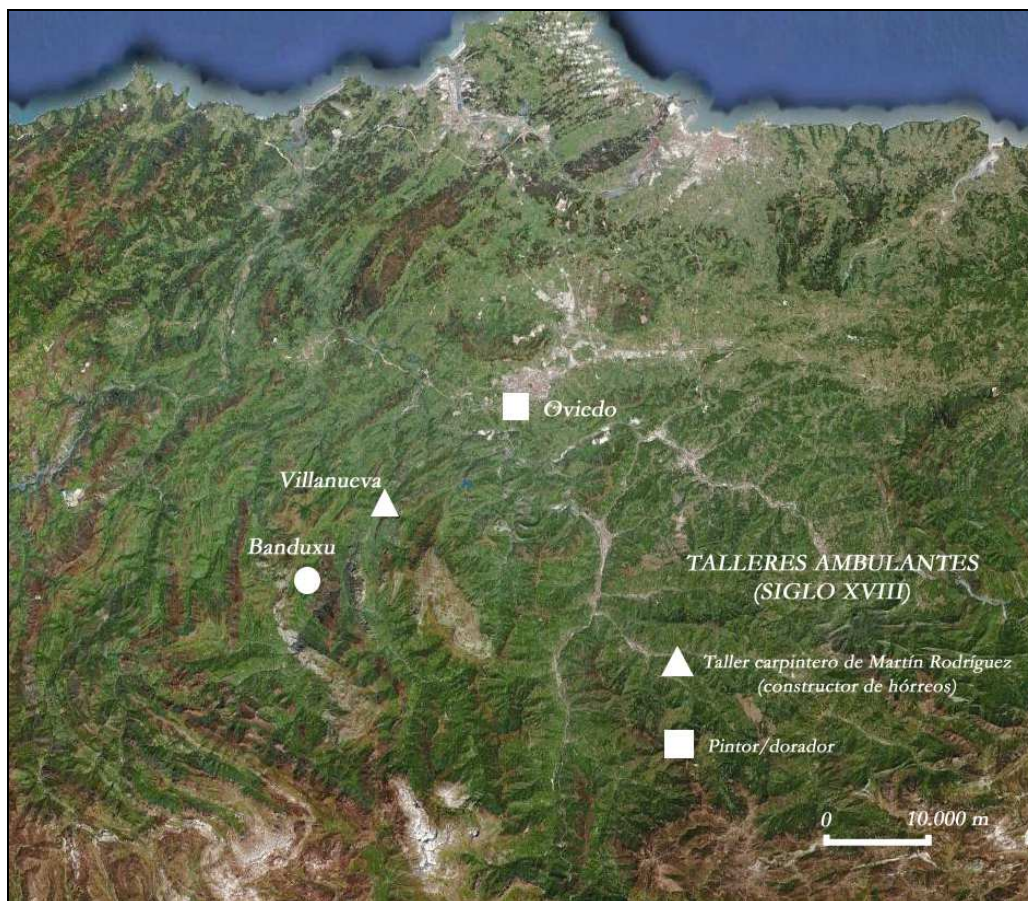 Oviedo
Villanueva
Banduxu
TALLERES AMBULANTES
(SIGLO XVIII)
Taller carpintero de Martín Rodríguez
(constructor de hórreos)
Pintor/dorador
0 10.000 m